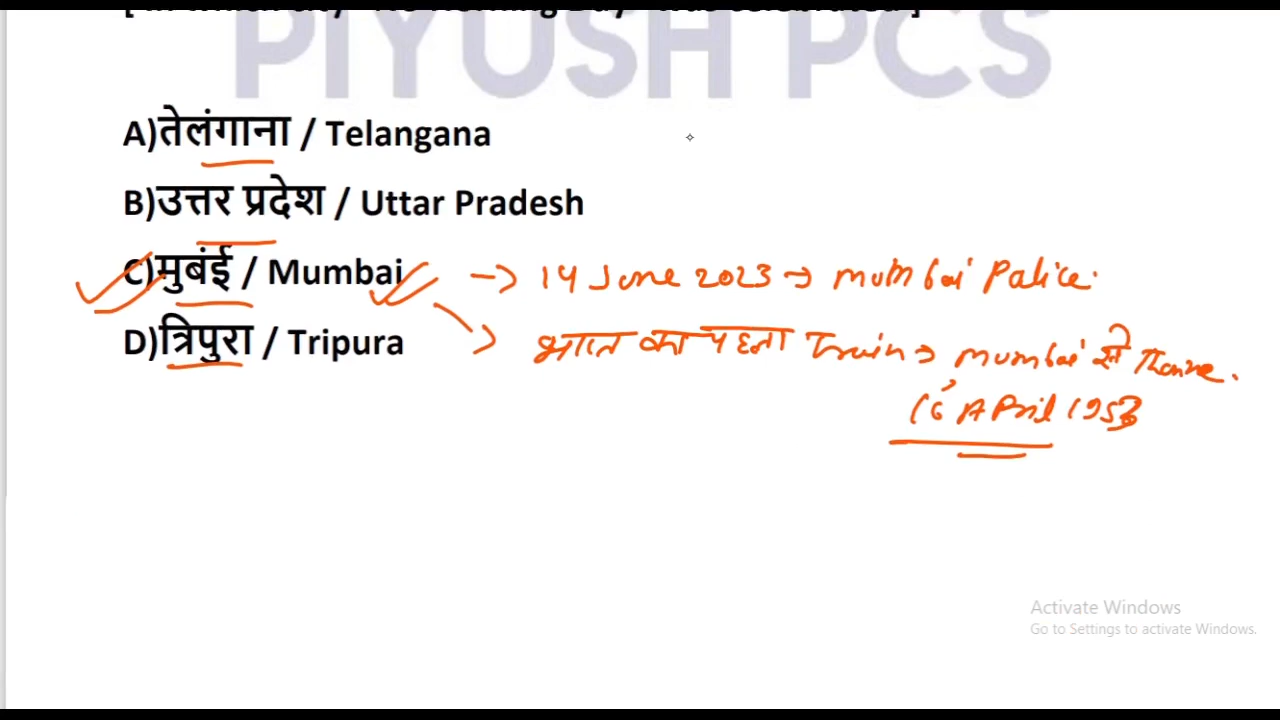 PIYUSH PCS
A)तेलंगाना / Telangana
B)उत्तर प्रदेश / Uttar Pradesh
C)मुबंई / Mumbai → 14 June 2023 → mumbai Police.
D)त्रिपुरा / Tripura → भारत का पहला Train → mumbai से Thane.
16 April 1953
Activate Windows
Go to Settings to activate Windows.